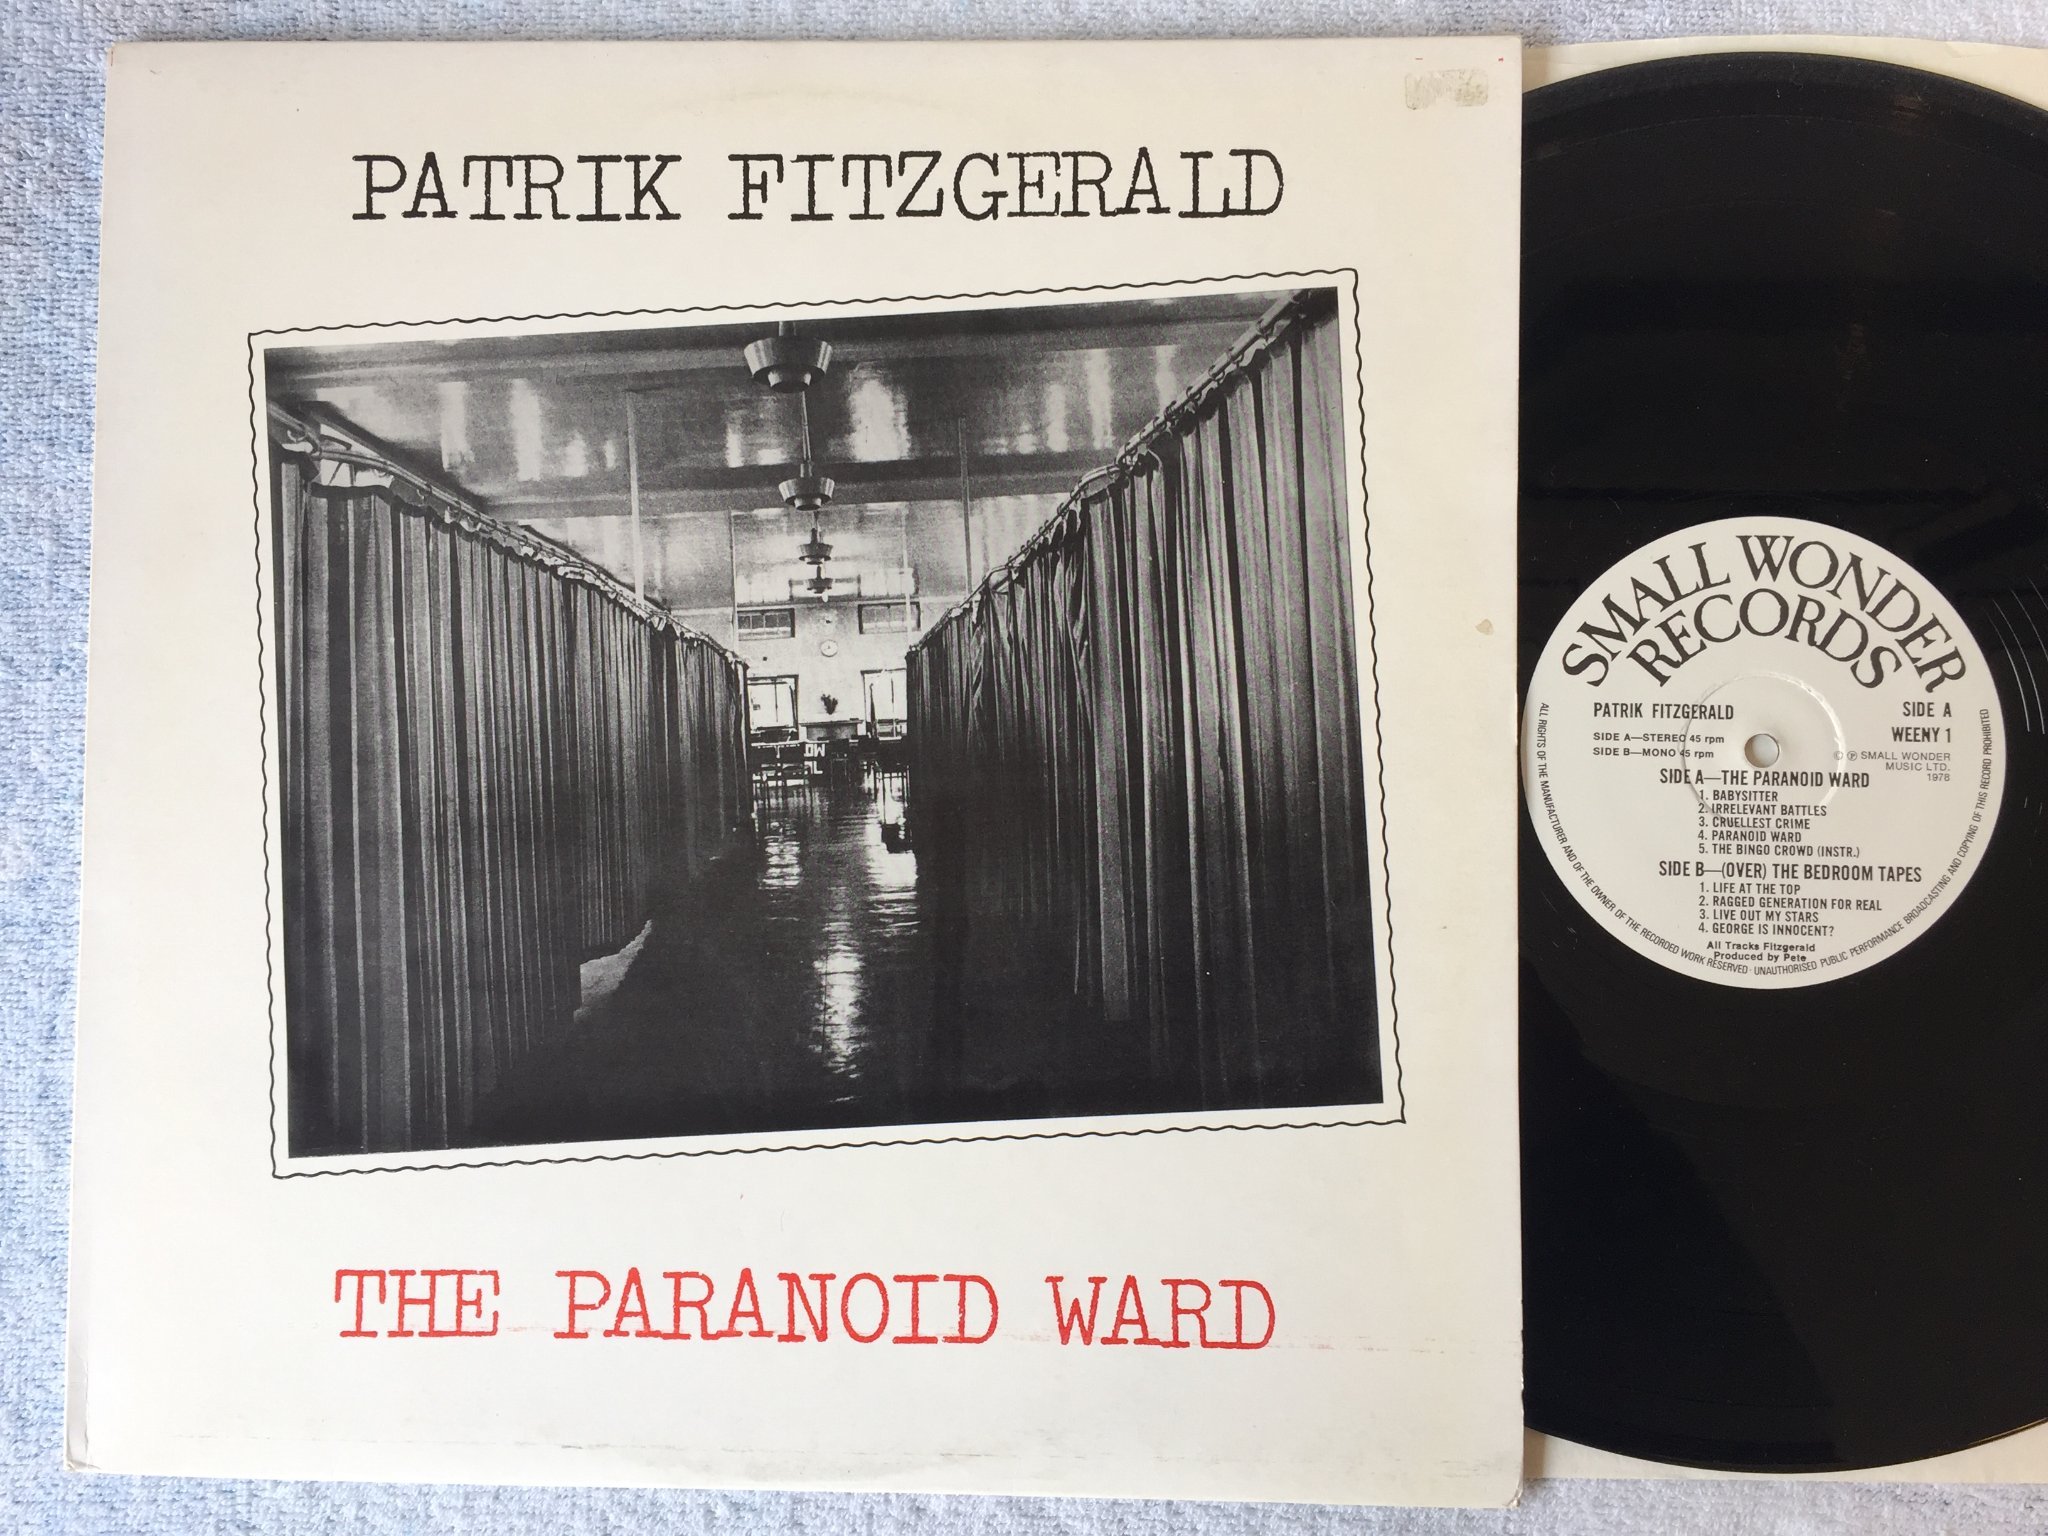 PATRIK FITZGERALD
THE PARANOID WARD
SMALL WONDER
RECORDS
PATRIK FITZGERALD
SIDE A
SIDE A—STEREO 45 rpm
WEENY 1
SIDE B—MONO 45 rpm
© ℗ SMALL WONDER
MUSIC LTD.
1978
SIDE A—THE PARANOID WARD
1. BABYSITTER
2. IRRELEVANT BATTLES
3. CRUELLEST CRIME
4. PARANOID WARD
5. THE BINGO CROWD (INSTR.)
SIDE B—(OVER) THE BEDROOM TAPES
1. LIFE AT THE TOP
2. RAGGED GENERATION FOR REAL
3. LIVE OUT MY STARS
4. GEORGE IS INNOCENT?
All Tracks Fitzgerald
Produced by Pete
ALL RIGHTS OF THE MANUFACTURER AND OF THE OWNER OF THE RECORDED WORK RESERVED · UNAUTHORISED PUBLIC PERFORMANCE BROADCASTING AND COPYING OF THIS RECORD PROHIBITED